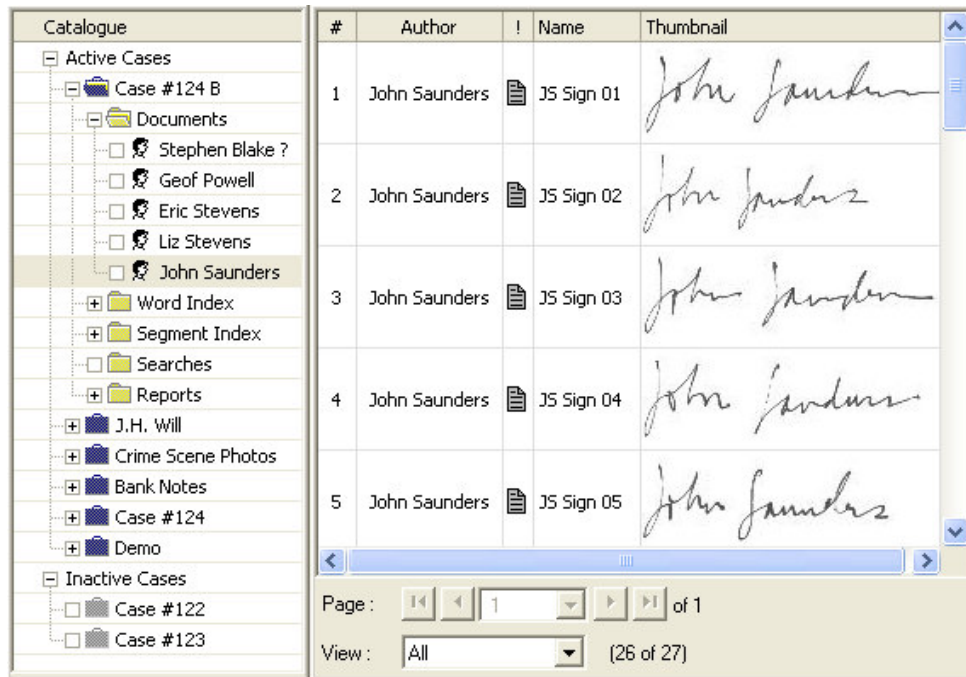 Catalogue
Active Cases
Case #124 B
Documents
Stephen Blake ?
Geof Powell
Eric Stevens
Liz Stevens
John Saunders
Word Index
Segment Index
Searches
Reports
J.H. Will
Crime Scene Photos
Bank Notes
Case #124
Demo
Inactive Cases
Case #122
Case #123
# Author ! Name Thumbnail
1 John Saunders JS Sign 01 John Saunders
2 John Saunders JS Sign 02 John Saunders
3 John Saunders JS Sign 03 John Saunders
4 John Saunders JS Sign 04 John Saunders
5 John Saunders JS Sign 05 John Saunders
Page : 1 of 1
View : All (26 of 27)